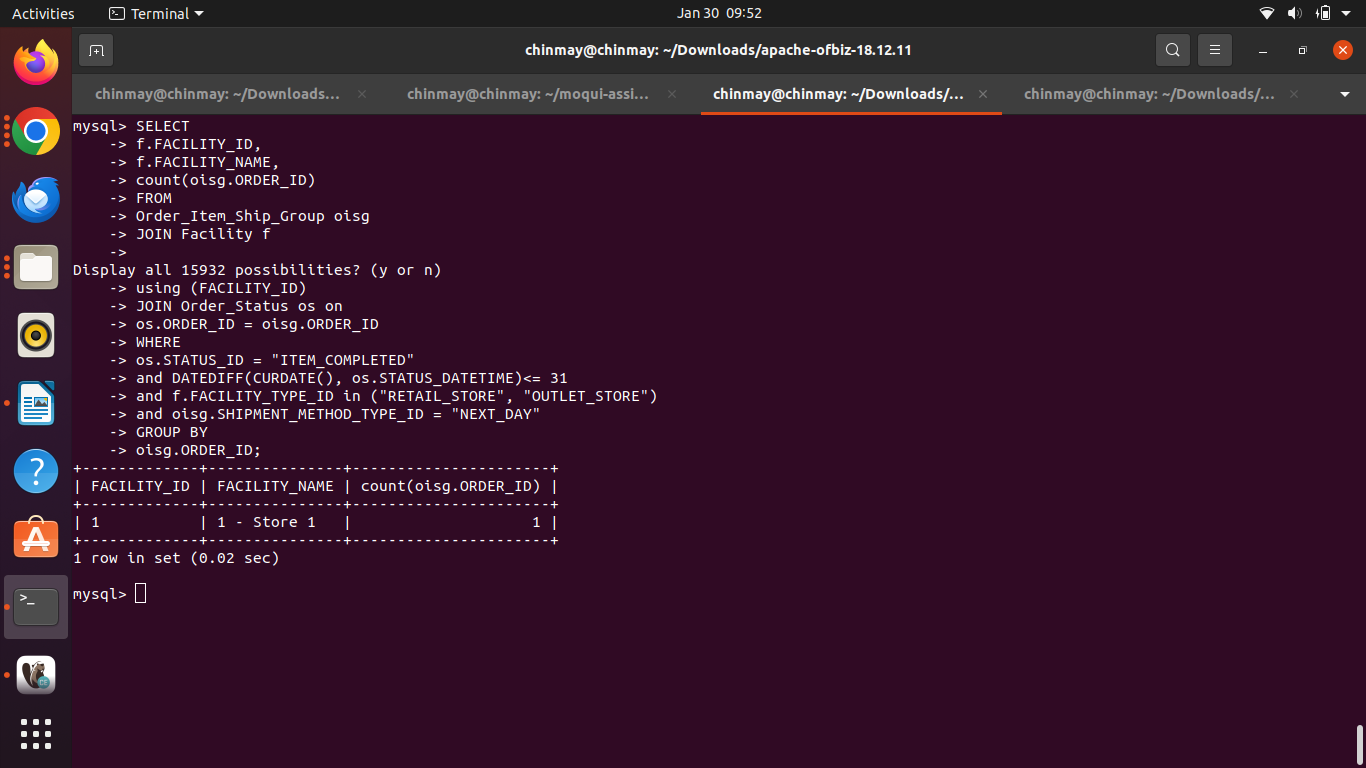 Activities
Terminal
Jan 30 09:52
chinmay@chinmay: ~/Downloads/apache-ofbiz-18.12.11
chinmay@chinmay: ~/Downloads...
chinmay@chinmay: ~/moqui-assi...
chinmay@chinmay: ~/Downloads/...
chinmay@chinmay: ~/Downloads/...
mysql> SELECT
    -> f.FACILITY_ID,
    -> f.FACILITY_NAME,
    -> count(oisg.ORDER_ID)
    -> FROM
    -> Order_Item_Ship_Group oisg
    -> JOIN Facility f
    ->
Display all 15932 possibilities? (y or n)
    -> using (FACILITY_ID)
    -> JOIN Order_Status os on
    -> os.ORDER_ID = oisg.ORDER_ID
    -> WHERE
    -> os.STATUS_ID = "ITEM_COMPLETED"
    -> and DATEDIFF(CURDATE(), os.STATUS_DATETIME)<= 31
    -> and f.FACILITY_TYPE_ID in ("RETAIL_STORE", "OUTLET_STORE")
    -> and oisg.SHIPMENT_METHOD_TYPE_ID = "NEXT_DAY"
    -> GROUP BY
    -> oisg.ORDER_ID;
+-------------+---------------+----------------------+
| FACILITY_ID | FACILITY_NAME | count(oisg.ORDER_ID) |
+-------------+---------------+----------------------+
| 1           | 1 - Store 1   |                    1 |
+-------------+---------------+----------------------+
1 row in set (0.02 sec)
mysql>